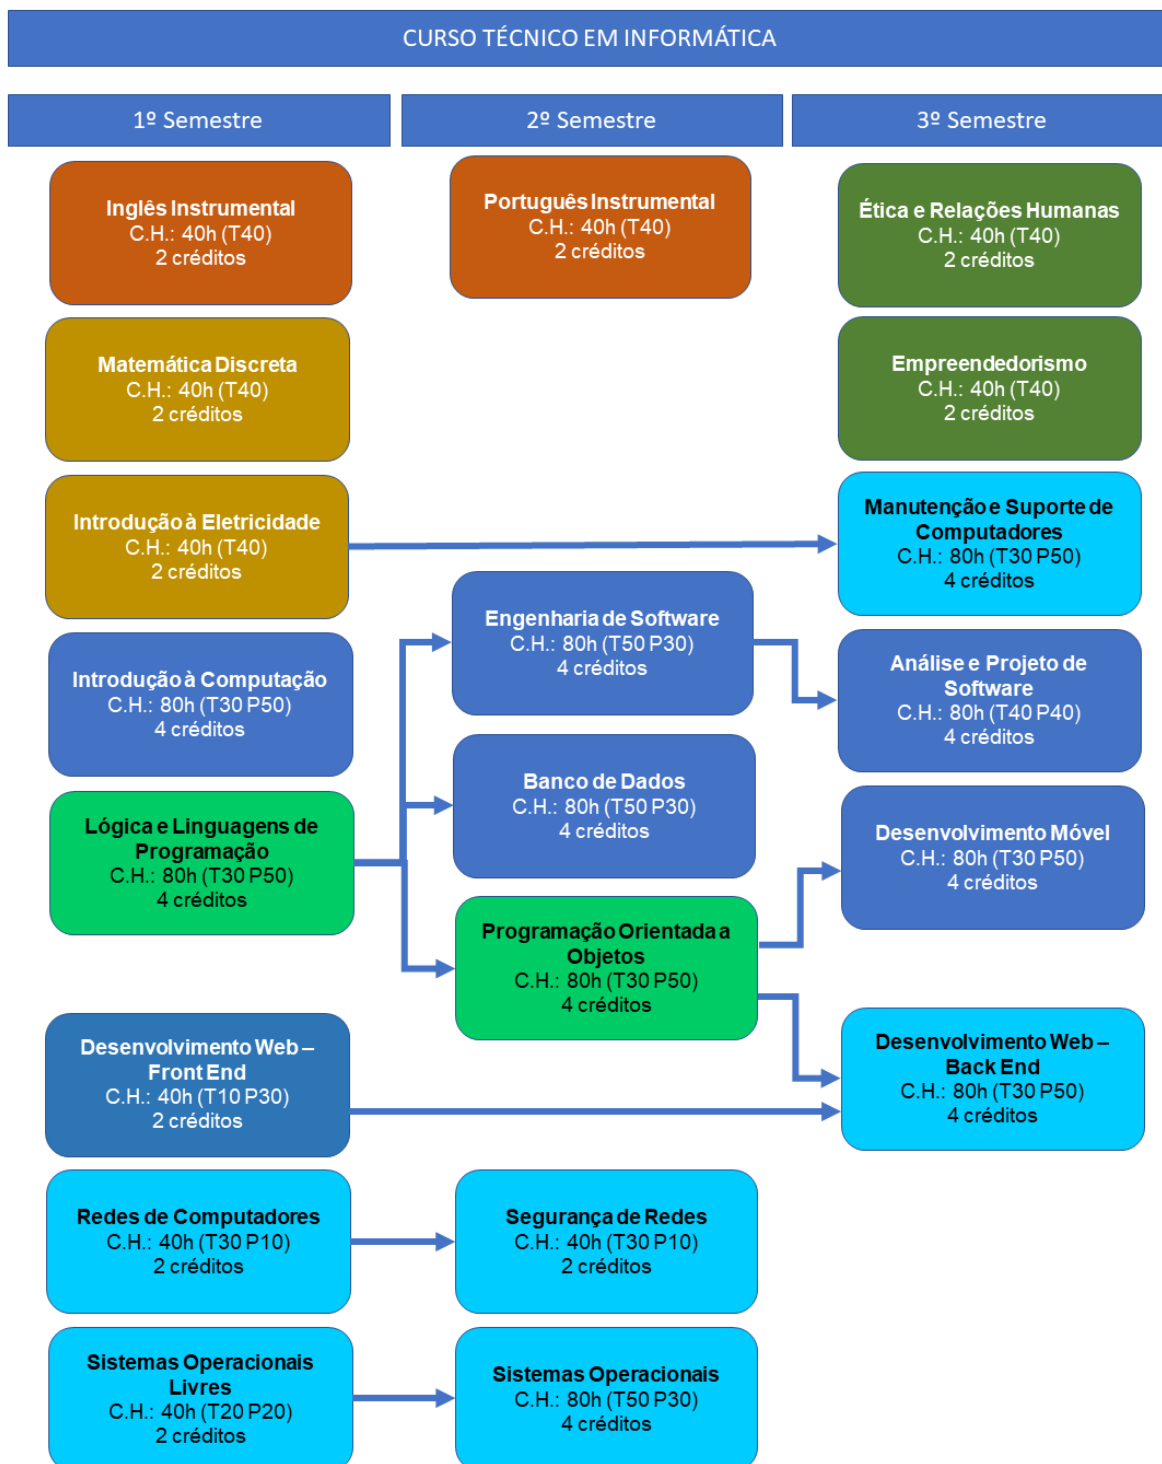 CURSO TÉCNICO EM INFORMÁTICA
1º Semestre
2º Semestre
3º Semestre
Inglês Instrumental
C.H.: 40h (T40)
2 créditos
Português Instrumental
C.H.: 40h (T40)
2 créditos
Ética e Relações Humanas
C.H.: 40h (T40)
2 créditos
Matemática Discreta
C.H.: 40h (T40)
2 créditos
Empreendedorismo
C.H.: 40h (T40)
2 créditos
Introdução à Eletricidade
C.H.: 40h (T40)
2 créditos
Manutenção e Suporte de
Computadores
C.H.: 80h (T30 P50)
4 créditos
Introdução à Computação
C.H.: 80h (T30 P50)
4 créditos
Engenharia de Software
C.H.: 80h (T50 P30)
4 créditos
Análise e Projeto de
Software
C.H.: 80h (T40 P40)
4 créditos
Lógica e Linguagens de
Programação
C.H.: 80h (T30 P50)
4 créditos
Banco de Dados
C.H.: 80h (T50 P30)
4 créditos
Desenvolvimento Móvel
C.H.: 80h (T30 P50)
4 créditos
Programação Orientada a
Objetos
C.H.: 80h (T30 P50)
4 créditos
Desenvolvimento Web –
Front End
C.H.: 40h (T10 P30)
2 créditos
Desenvolvimento Web –
Back End
C.H.: 80h (T30 P50)
4 créditos
Redes de Computadores
C.H.: 40h (T30 P10)
2 créditos
Segurança de Redes
C.H.: 40h (T30 P10)
2 créditos
Sistemas Operacionais
Livres
C.H.: 40h (T20 P20)
2 créditos
Sistemas Operacionais
C.H.: 80h (T50 P30)
4 créditos